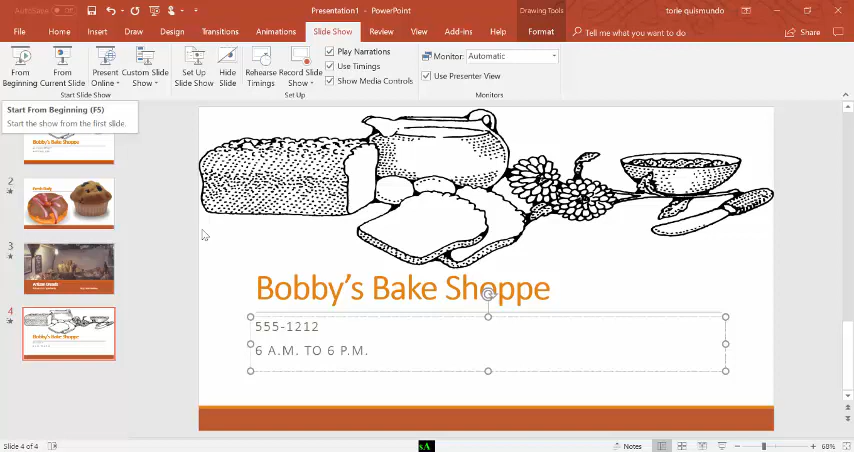 AutoSave Off Presentation1 - PowerPoint Drawing Tools torie quismundo
File Home Insert Draw Design Transitions Animations Slide Show Review View Add-ins Help Format Tell me what you want to do Share
From Beginning
From Current Slide
Present Online
Custom Slide Show
Set Up Slide Show
Hide Slide
Rehearse Timings
Record Slide Show
Play Narrations
Use Timings
Show Media Controls
Monitor: Automatic
Use Presenter View
Start Slide Show Set Up Monitors
Start From Beginning (F5)
Start the show from the first slide.
Bobby's Bake Shoppe
2
Fresh Daily
3
Artisan Breads
4
Bobby's Bake Shoppe
Bobby's Bake Shoppe
555-1212
6 A.M. TO 6 P.M.
Slide 4 of 4
sA
Notes
68%